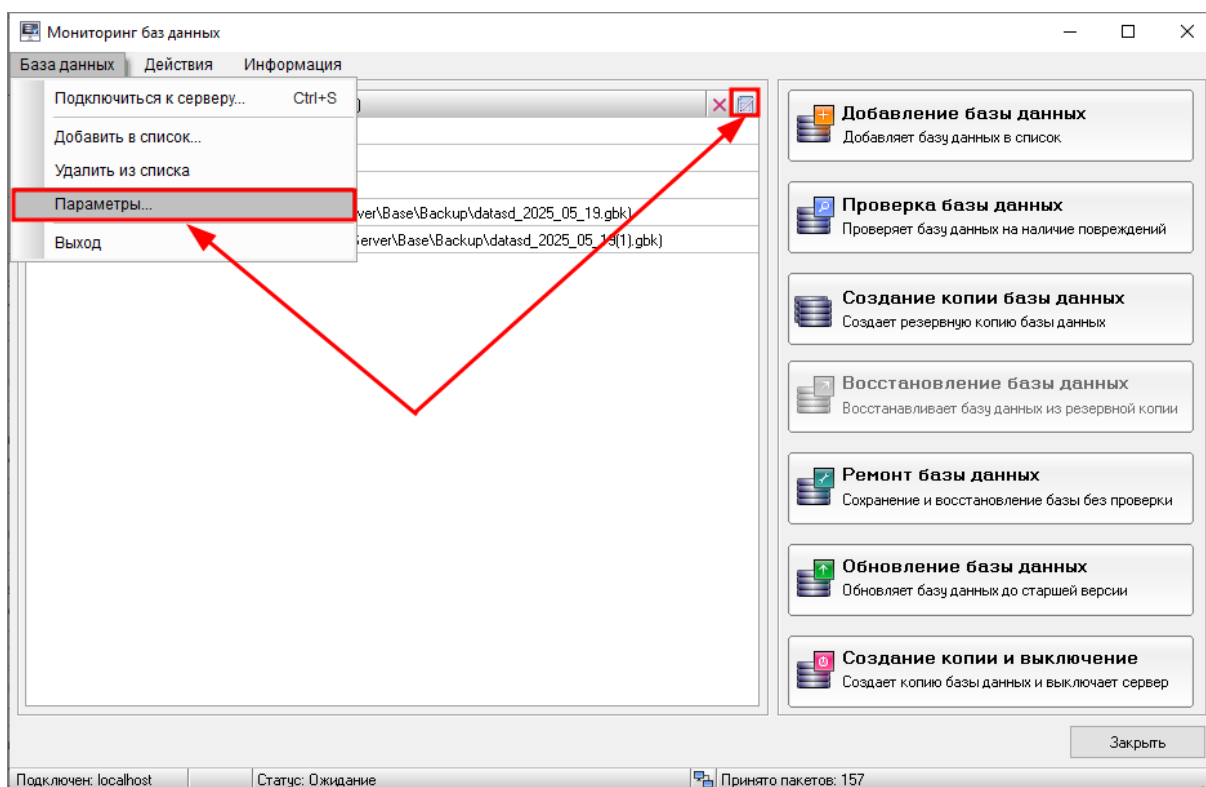 Мониторинг баз данных
База данных Действия Информация
Подключиться к серверу... Ctrl+S
)
Добавить в список...
Удалить из списка
Параметры...
ver\Base\Backup\datasd_2025_05_19.gbk)
Выход
Server\Base\Backup\datasd_2025_05_19(1).gbk)
Добавление базы данных
Добавляет базу данных в список
Проверка базы данных
Проверяет базу данных на наличие повреждений
Создание копии базы данных
Создает резервную копию базы данных
Восстановление базы данных
Восстанавливает базу данных из резервной копии
Ремонт базы данных
Сохранение и восстановление базы без проверки
Обновление базы данных
Обновляет базу данных до старшей версии
Создание копии и выключение
Создает копию базы данных и выключает сервер
Закрыть
Подключен: localhost Статус: Ожидание Принято пакетов: 157